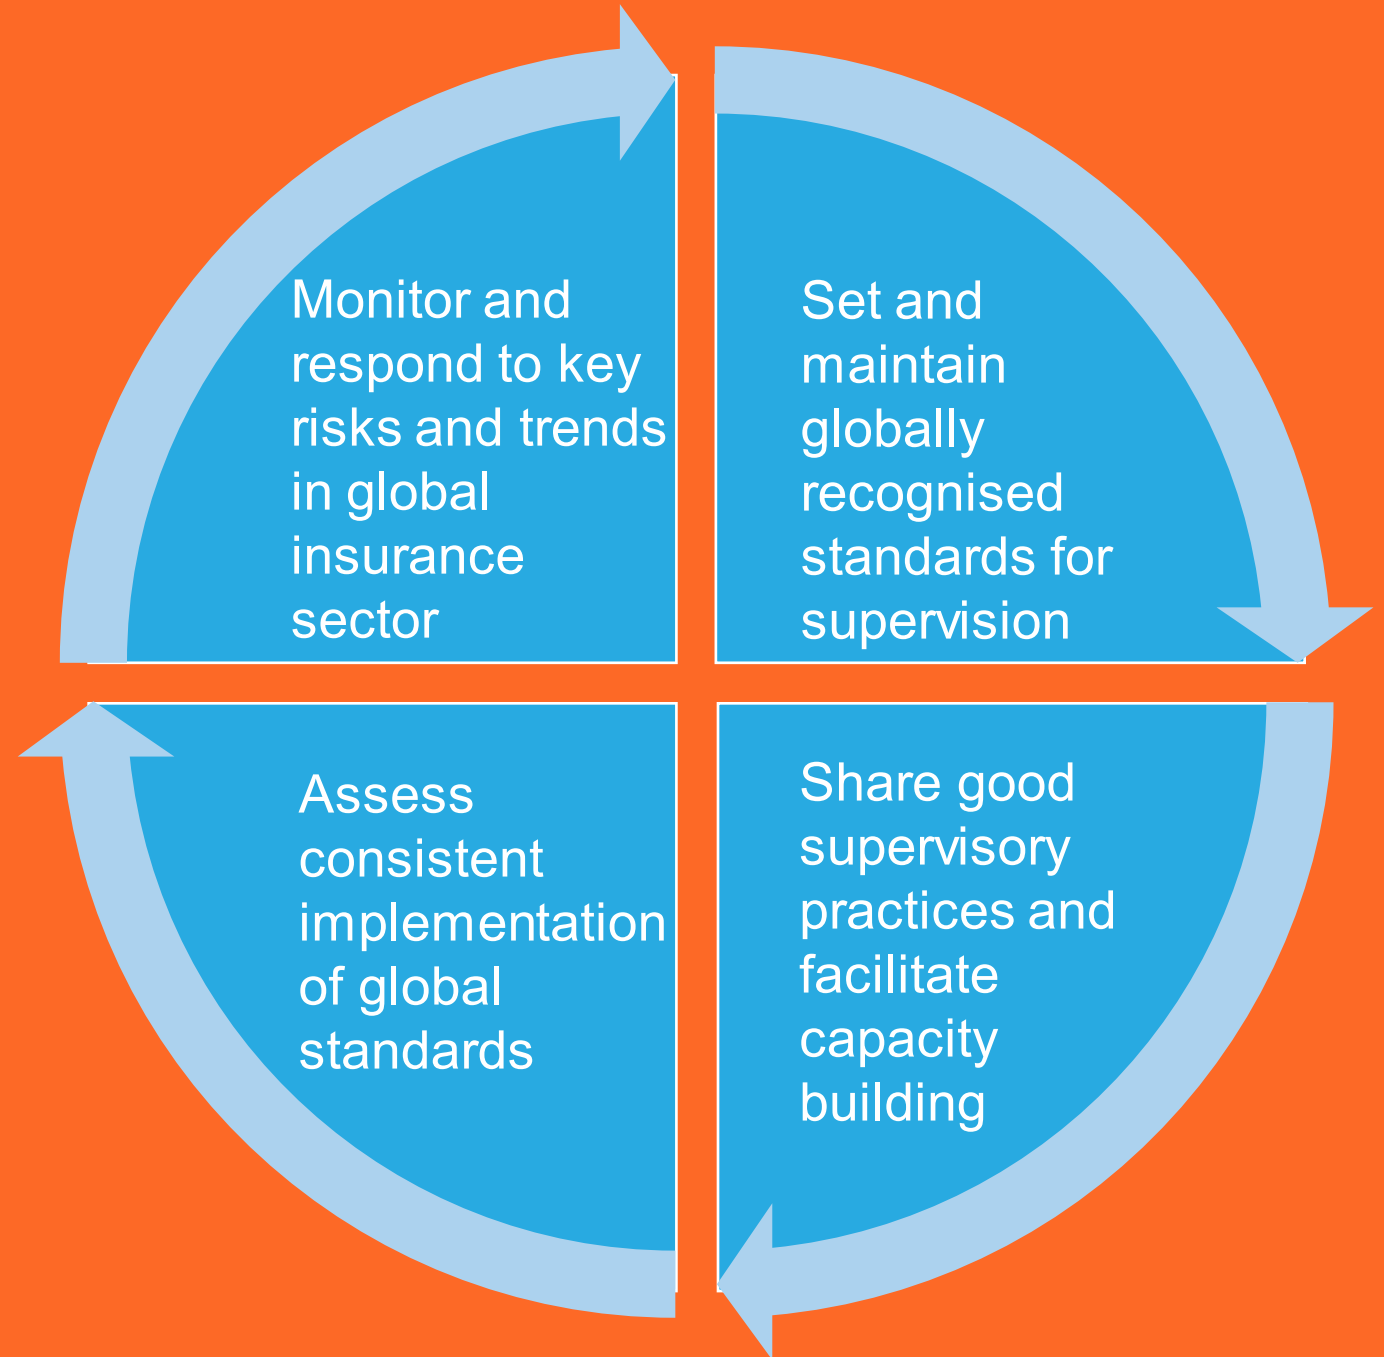 Monitor and
respond to key
risks and trends
in global
insurance
sector
Set and
maintain
globally
recognised
standards for
supervision
Assess
consistent
implementation
of global
standards
Share good
supervisory
practices and
facilitate
capacity
building